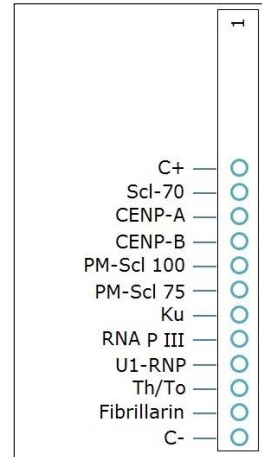 1
C+
Scl-70
CENP-A
CENP-B
PM-Scl 100
PM-Scl 75
Ku
RNA P III
U1-RNP
Th/To
Fibrillarin
C-